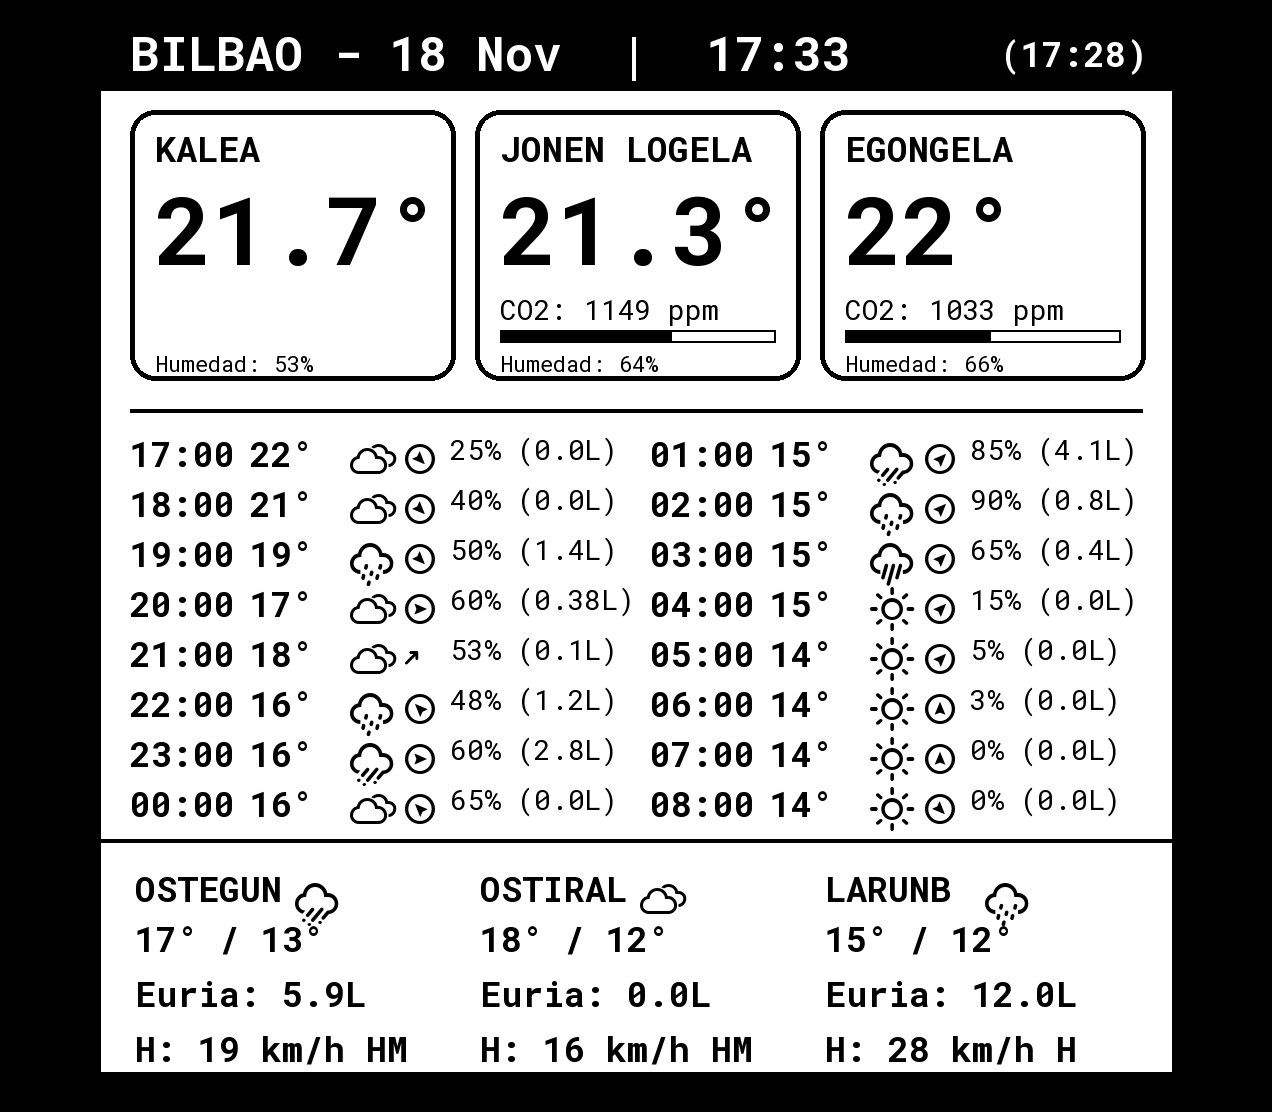 BILBAO - 18 Nov | 17:33 (17:28)
KALEA
21.7°
Humedad: 53%
JONEN LOGELA
21.3°
CO2: 1149 ppm
Humedad: 64%
EGONGELA
22°
CO2: 1033 ppm
Humedad: 66%
17:00 22° 25% (0.0L)
18:00 21° 40% (0.0L)
19:00 19° 50% (1.4L)
20:00 17° 60% (0.38L)
21:00 18° 53% (0.1L)
22:00 16° 48% (1.2L)
23:00 16° 60% (2.8L)
00:00 16° 65% (0.0L)
01:00 15° 85% (4.1L)
02:00 15° 90% (0.8L)
03:00 15° 65% (0.4L)
04:00 15° 15% (0.0L)
05:00 14° 5% (0.0L)
06:00 14° 3% (0.0L)
07:00 14° 0% (0.0L)
08:00 14° 0% (0.0L)
OSTEGUN
17° / 13°
Euria: 5.9L
H: 19 km/h HM
OSTIRAL
18° / 12°
Euria: 0.0L
H: 16 km/h HM
LARUNB
15° / 12°
Euria: 12.0L
H: 28 km/h H